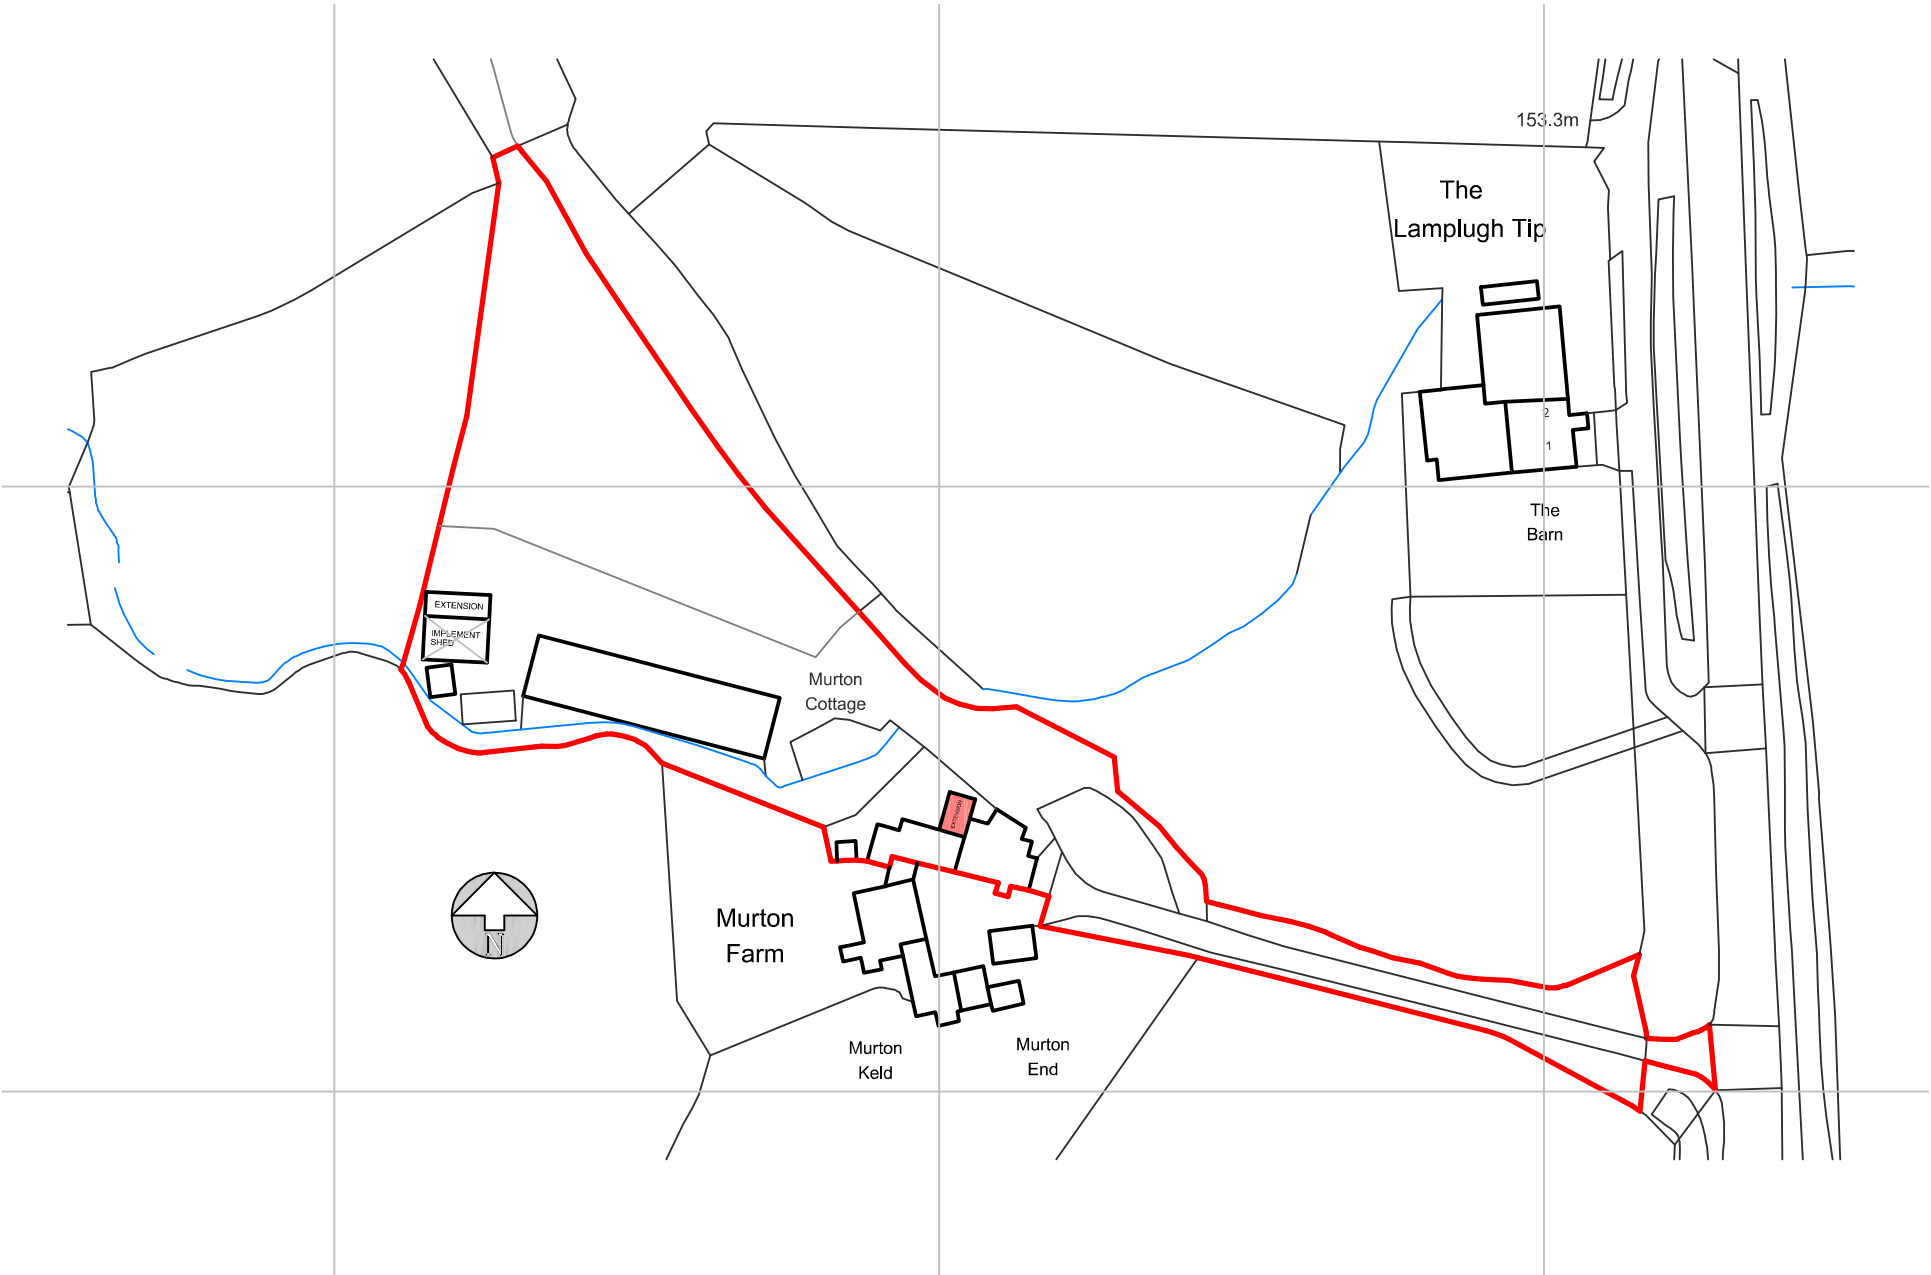 153.3m
The
Lamplugh Tip
2
1
The
Barn
EXTENSION
IMPLEMENT
SHED
Murton
Cottage
EXTENSION
Murton
Farm
N
Murton
Keld
Murton
End